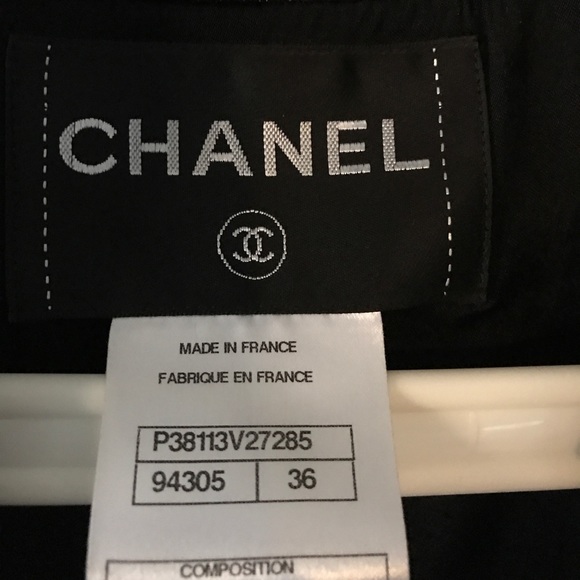 CHANEL
MADE IN FRANCE
FABRIQUE EN FRANCE
P38113V27285
94305 36
COMPOSITION